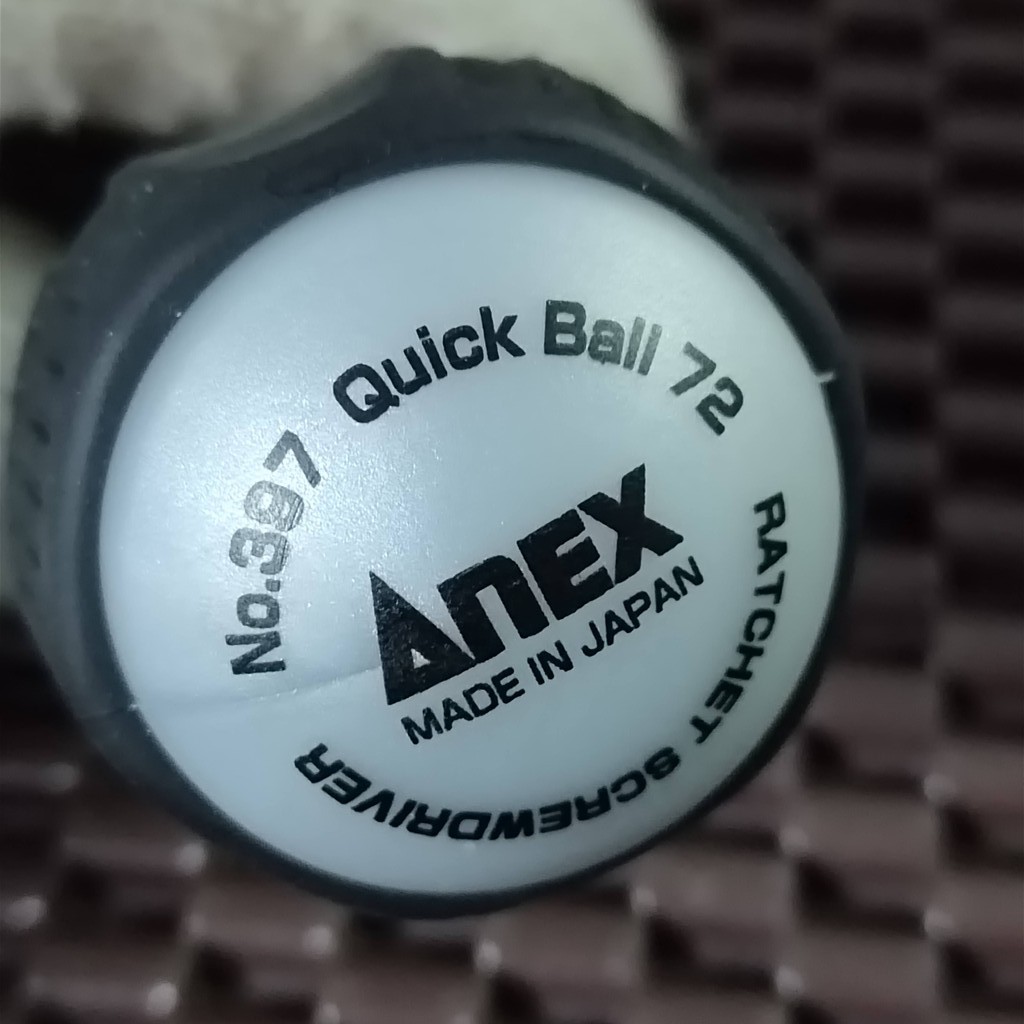 No.397 Quick Ball 72
ANEX
MADE IN JAPAN
RATCHET SCREWDRIVER